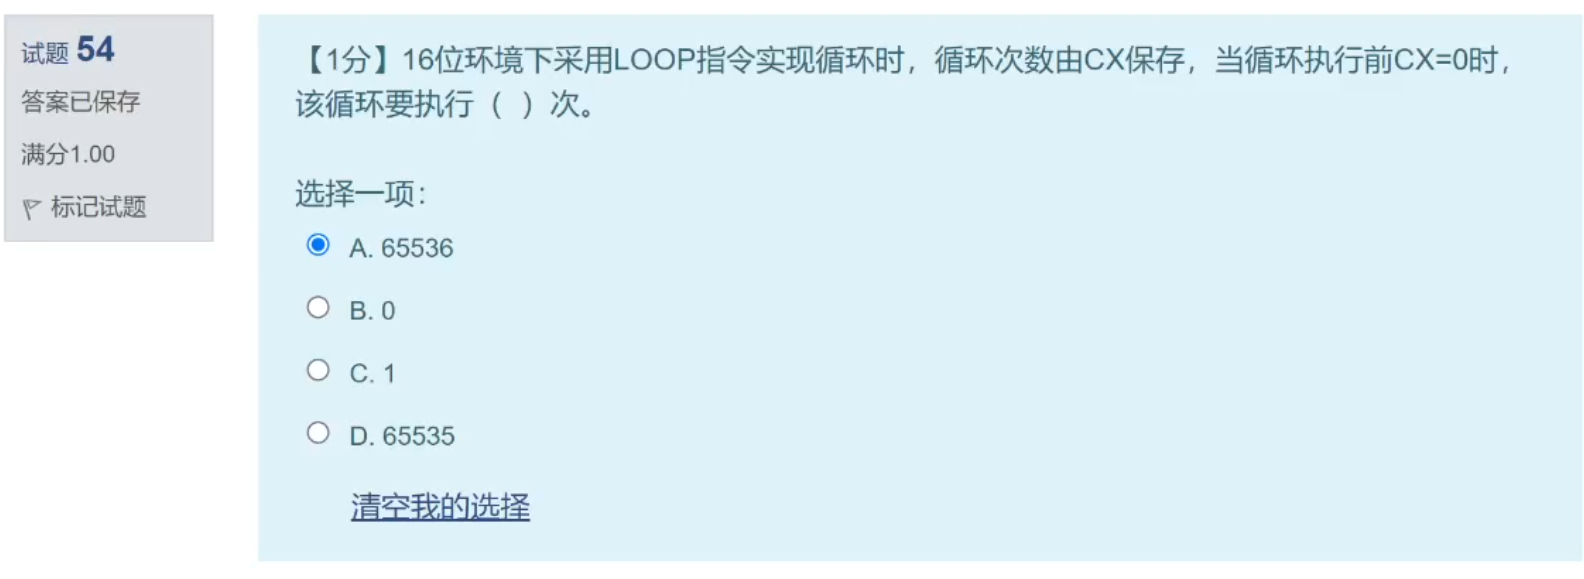 试题 54
答案已保存
满分1.00
标记试题
【1分】16位环境下采用LOOP指令实现循环时，循环次数由CX保存，当循环执行前CX=0时，
该循环要执行（ ）次。
选择一项：
A. 65536
B. 0
C. 1
D. 65535
清空我的选择